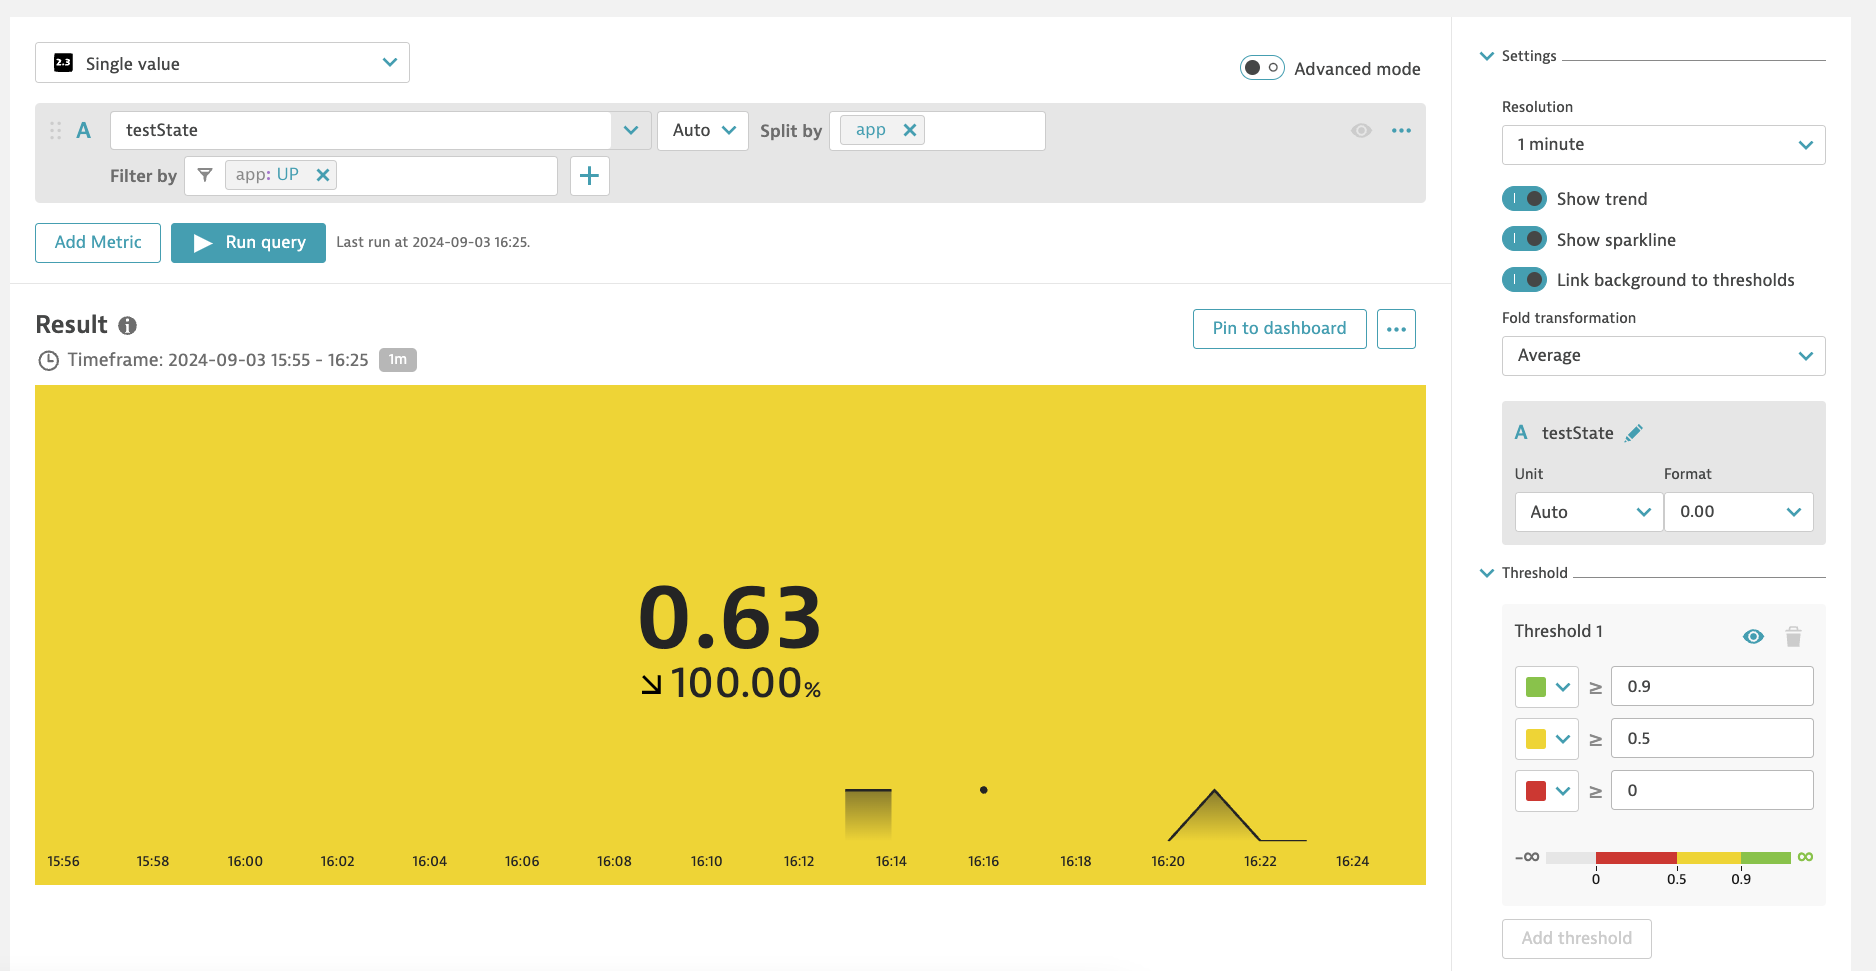 2.3 Single value
Advanced mode
A testState Auto Split by app
Filter by app: UP
Add Metric Run query Last run at 2024-09-03 16:25.
Result
Pin to dashboard
Timeframe: 2024-09-03 15:55 - 16:25 1m
0.63
100.00%
15:56 15:58 16:00 16:02 16:04 16:06 16:08 16:10 16:12 16:14 16:16 16:18 16:20 16:22 16:24
Settings
Resolution
1 minute
Show trend
Show sparkline
Link background to thresholds
Fold transformation
Average
A testState
Unit Format
Auto 0.00
Threshold
Threshold 1
≥ 0.9
≥ 0.5
≥ 0
-∞ ∞
0 0.5 0.9
Add threshold